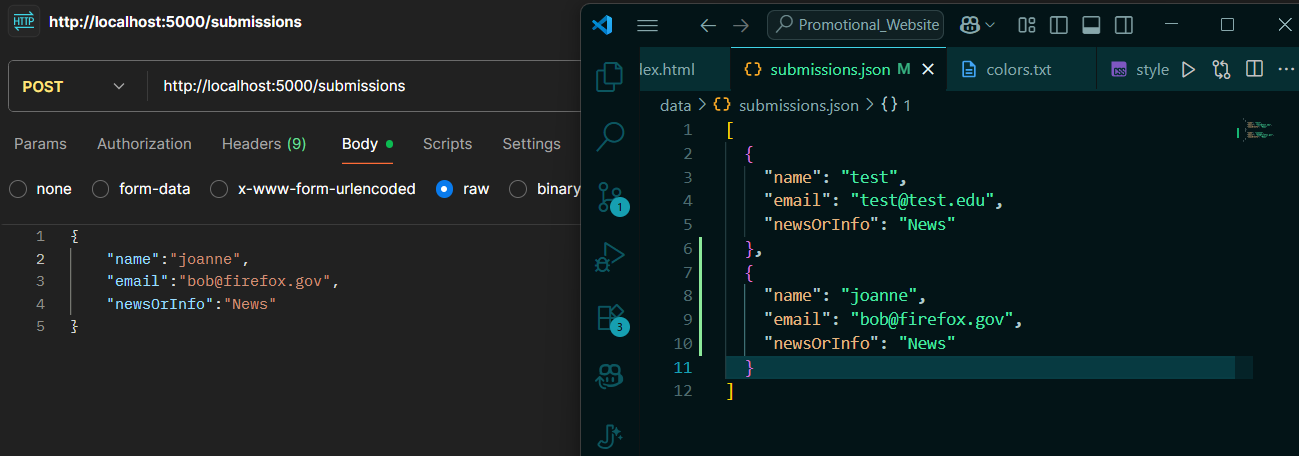 HTTP http://localhost:5000/submissions
POST http://localhost:5000/submissions
Params Authorization Headers (9) Body Scripts Settings
none form-data x-www-form-urlencoded raw binary
1 {
2 "name":"joanne",
3 "email":"bob@firefox.gov",
4 "newsOrInfo":"News"
5 }
Promotional_Website
lex.html submissions.json M colors.txt CSS style
data > {} submissions.json > {} 1
1 [
2 {
3 "name": "test",
4 "email": "test@test.edu",
5 "newsOrInfo": "News"
6 },
7 {
8 "name": "joanne",
9 "email": "bob@firefox.gov",
10 "newsOrInfo": "News"
11 }
12 ]
1
3